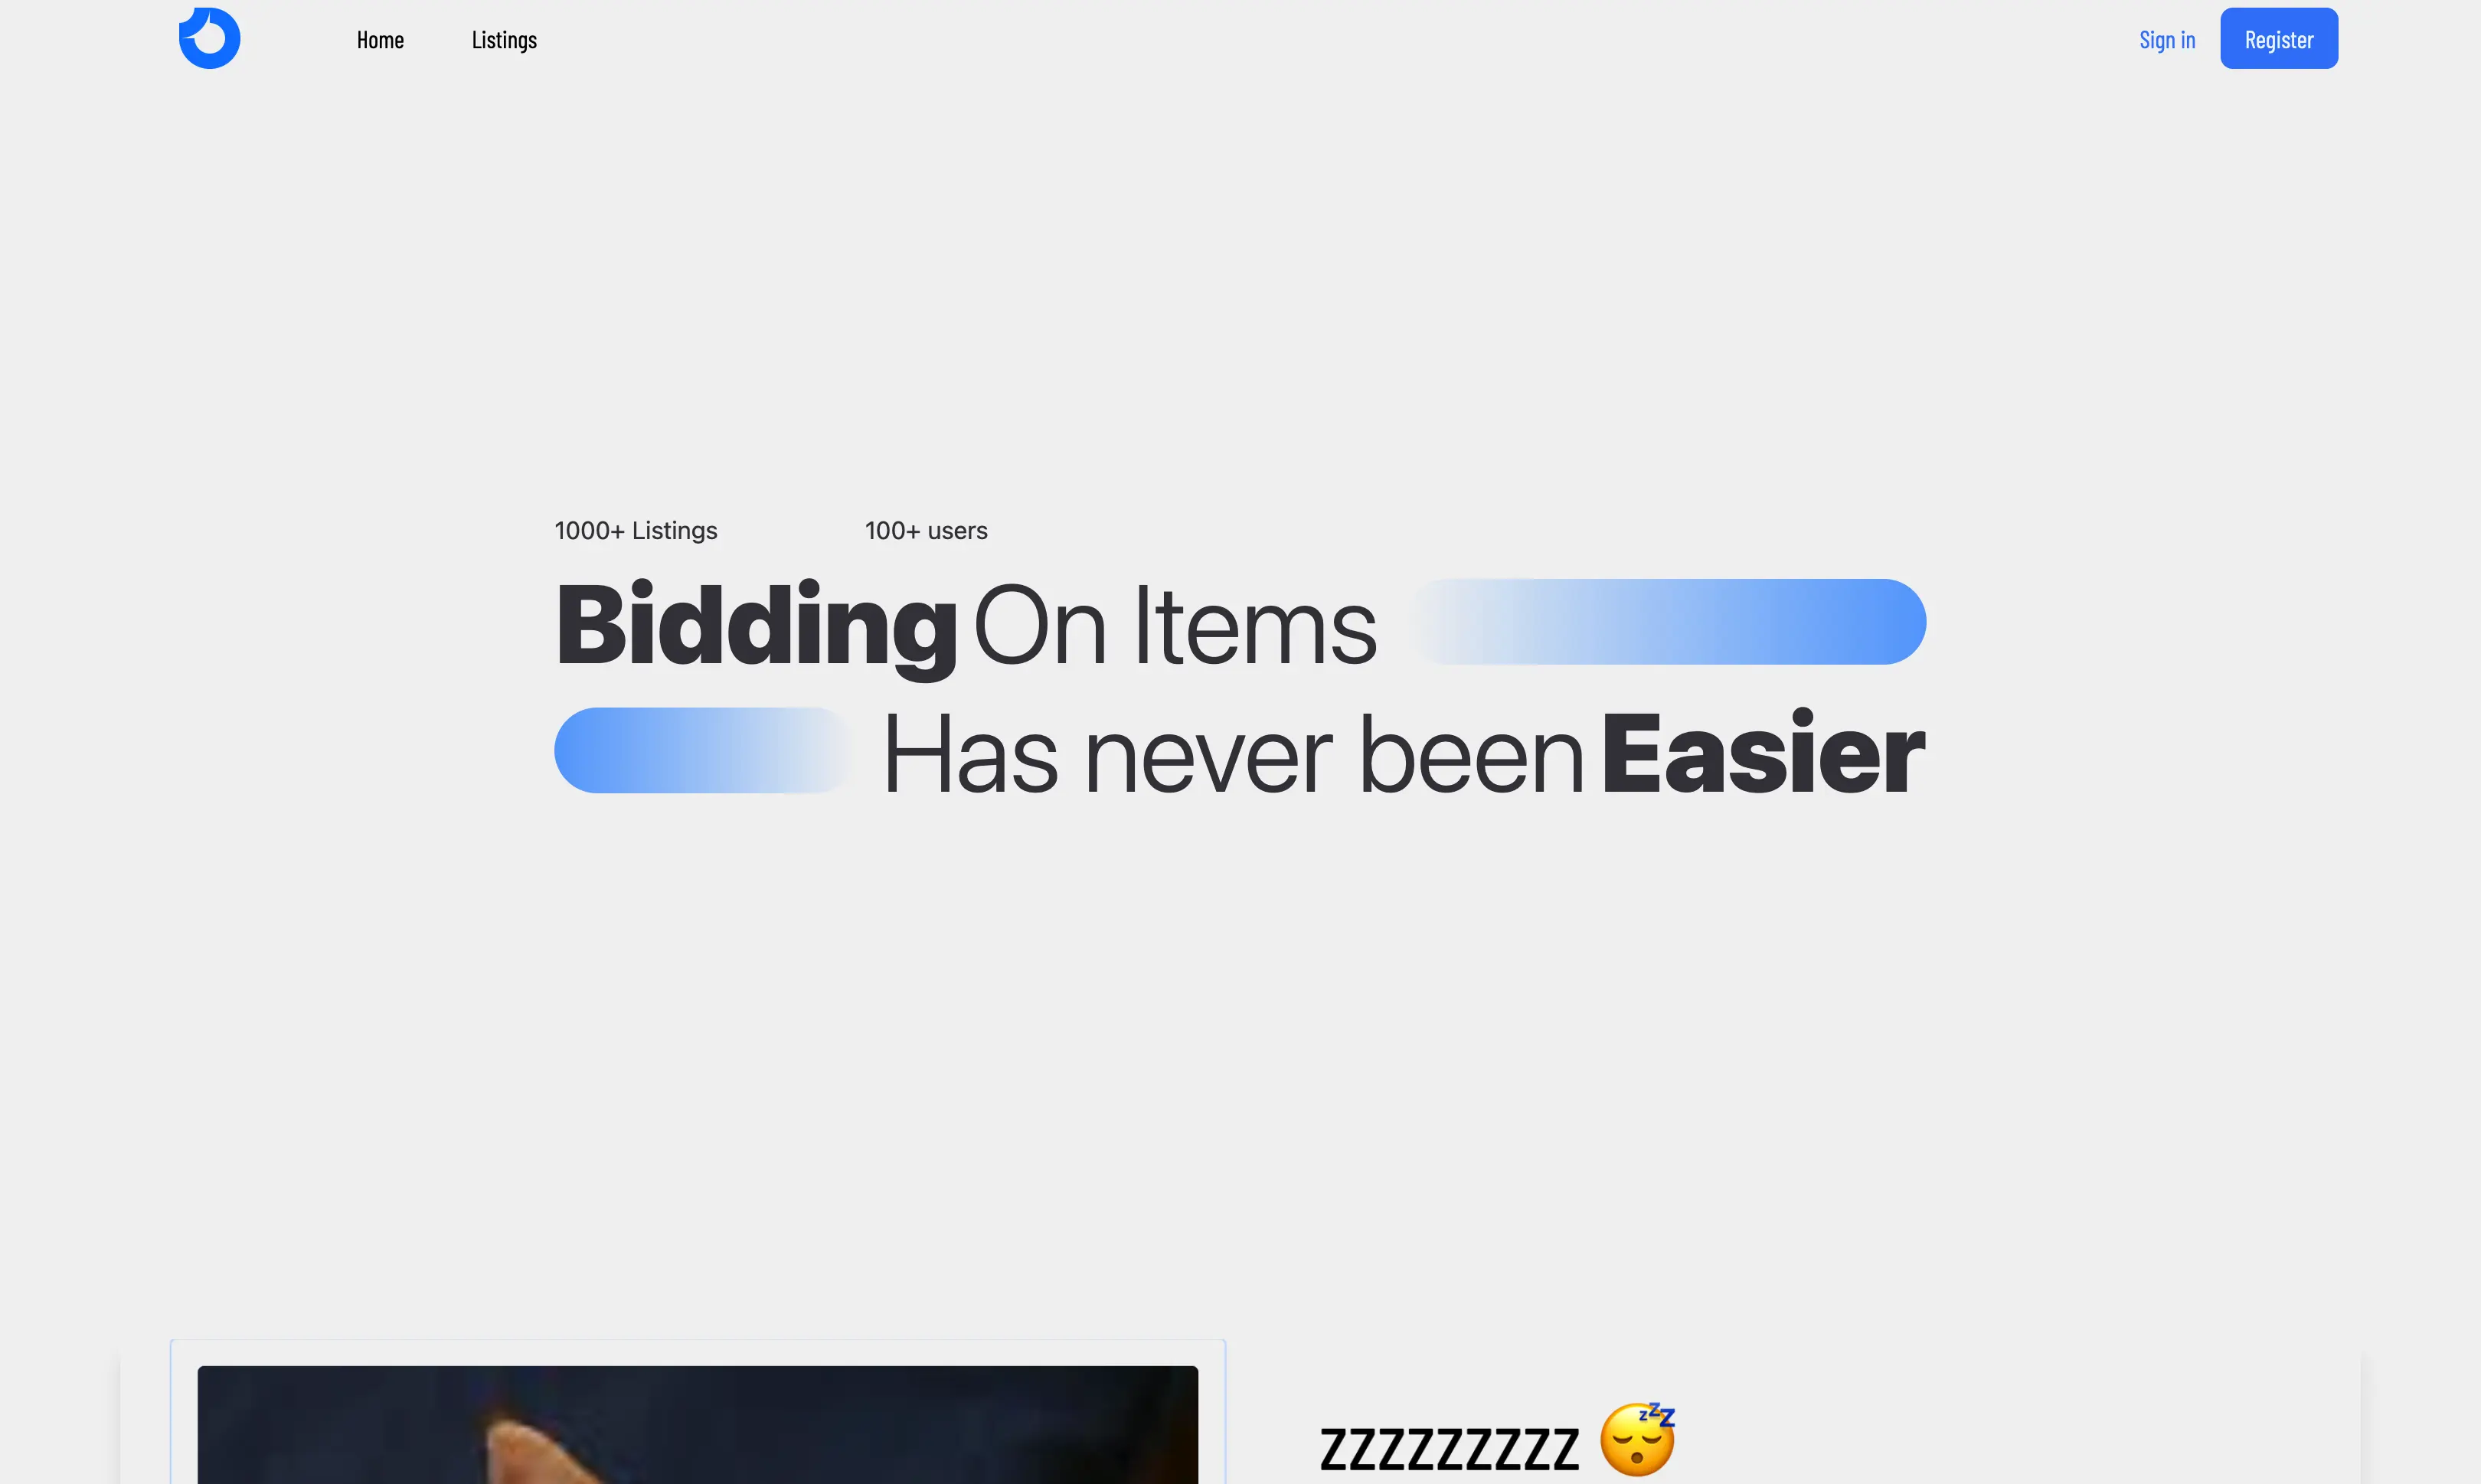 Home Listings Sign in Register
1000+ Listings 100+ users
Bidding On Items
Has never been Easier
zzzzzzzzz 😴